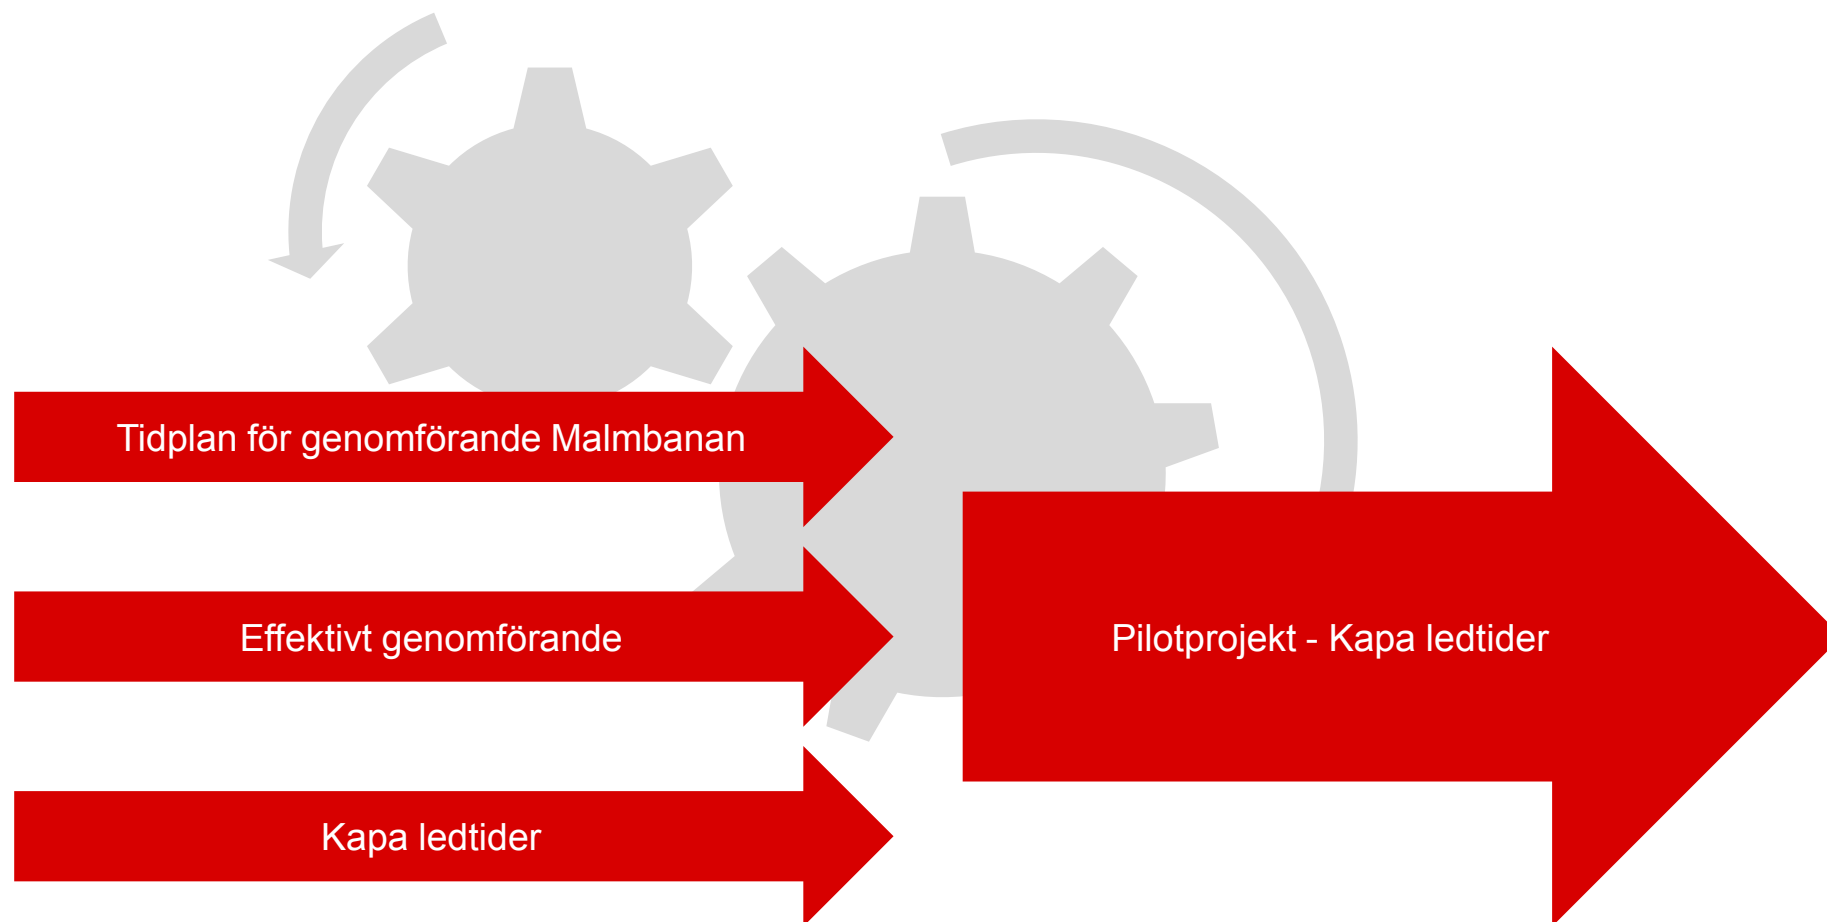 Tidplan för genomförande Malmbanan
Effektivt genomförande
Pilotprojekt - Kapa ledtider
Kapa ledtider